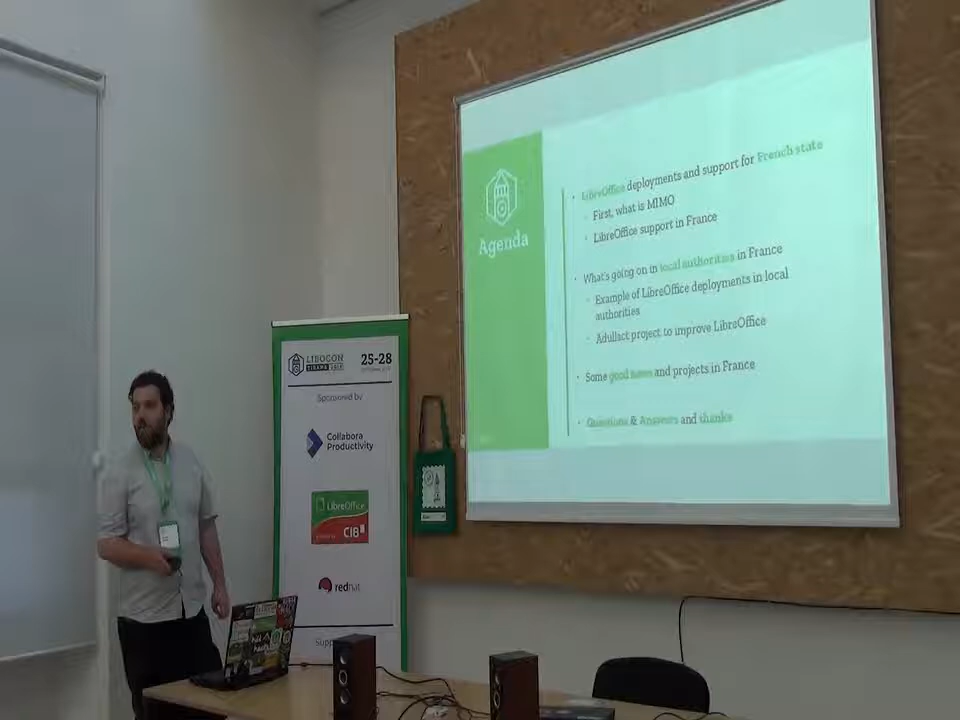 Agenda
LibreOffice deployments and support for French state
First, what is MIMO
LibreOffice support in France
What's going on in local authorities in France
Example of LibreOffice deployments in local
authorities
Adullact project to improve LibreOffice
Some good news and projects in France
Questions & Answers and thanks
LIBOCON
TIRANA 2018
25-28
Sponsored by
Collabora
Productivity
LibreOffice
CIB
redhat